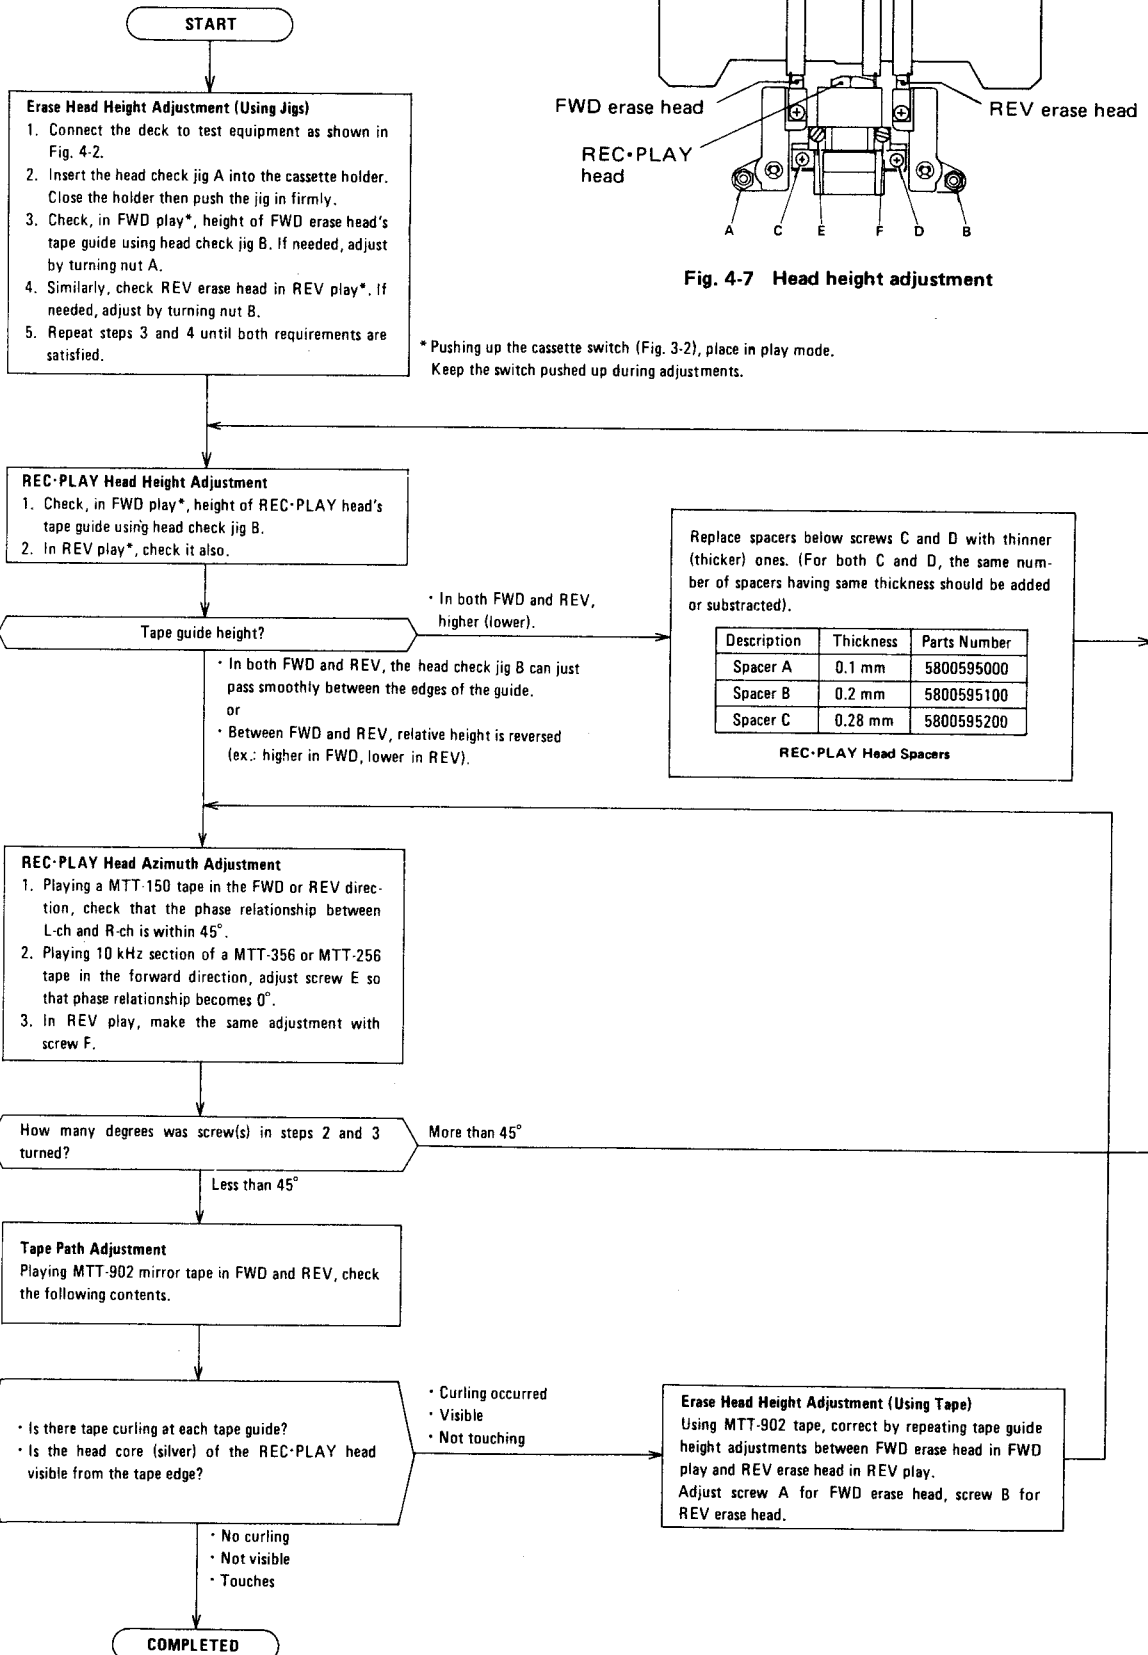 START
Erase Head Height Adjustment (Using Jigs)
1. Connect the deck to test equipment as shown in
Fig. 4-2.
2. Insert the head check jig A into the cassette holder.
Close the holder then push the jig in firmly.
3. Check, in FWD play*, height of FWD erase head's
tape guide using head check jig B. If needed, adjust
by turning nut A.
4. Similarly, check REV erase head in REV play*. If
needed, adjust by turning nut B.
5. Repeat steps 3 and 4 until both requirements are
satisfied.
FWD erase head
REV erase head
REC·PLAY
head
A C E F D B
Fig. 4-7 Head height adjustment
* Pushing up the cassette switch (Fig. 3-2), place in play mode.
Keep the switch pushed up during adjustments.
REC·PLAY Head Height Adjustment
1. Check, in FWD play*, height of REC·PLAY head's
tape guide using head check jig B.
2. In REV play*, check it also.
Tape guide height?
· In both FWD and REV,
higher (lower).
Replace spacers below screws C and D with thinner
(thicker) ones. (For both C and D, the same num-
ber of spacers having same thickness should be added
or substracted).
Description Thickness Parts Number
Spacer A 0.1 mm 5800595000
Spacer B 0.2 mm 5800595100
Spacer C 0.28 mm 5800595200
REC·PLAY Head Spacers
· In both FWD and REV, the head check jig B can just
pass smoothly between the edges of the guide.
or
· Between FWD and REV, relative height is reversed
(ex.: higher in FWD, lower in REV).
REC·PLAY Head Azimuth Adjustment
1. Playing a MTT-150 tape in the FWD or REV direc-
tion, check that the phase relationship between
L-ch and R-ch is within 45°.
2. Playing 10 kHz section of a MTT-356 or MTT-256
tape in the forward direction, adjust screw E so
that phase relationship becomes 0°.
3. In REV play, make the same adjustment with
screw F.
How many degrees was screw(s) in steps 2 and 3
turned?
More than 45°
Less than 45°
Tape Path Adjustment
Playing MTT-902 mirror tape in FWD and REV, check
the following contents.
· Is there tape curling at each tape guide?
· Is the head core (silver) of the REC·PLAY head
visible from the tape edge?
· Curling occurred
· Visible
· Not touching
Erase Head Height Adjustment (Using Tape)
Using MTT-902 tape, correct by repeating tape guide
height adjustments between FWD erase head in FWD
play and REV erase head in REV play.
Adjust screw A for FWD erase head, screw B for
REV erase head.
· No curling
· Not visible
· Touches
COMPLETED